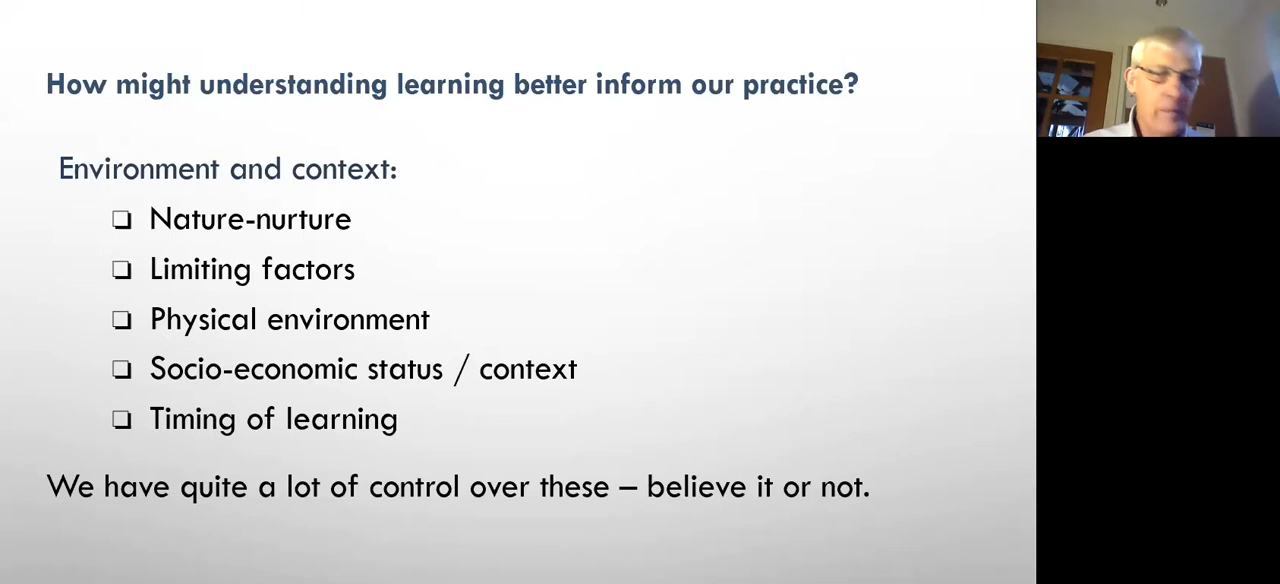 How might understanding learning better inform our practice?
Environment and context:
❑ Nature-nurture
❑ Limiting factors
❑ Physical environment
❑ Socio-economic status / context
❑ Timing of learning
We have quite a lot of control over these – believe it or not.